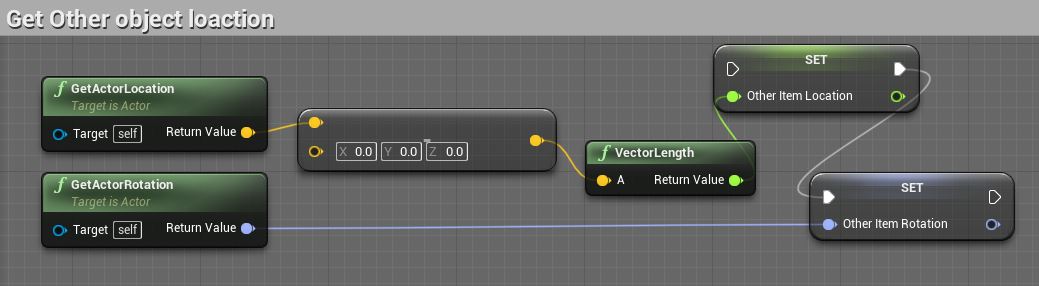 Get Other object loaction
SET
Other Item Location
f GetActorLocation
Target is Actor
Target self Return Value
X 0.0 Y 0.0 Z 0.0
f VectorLength
A Return Value
f GetActorRotation
Target is Actor
Target self Return Value
SET
Other Item Rotation